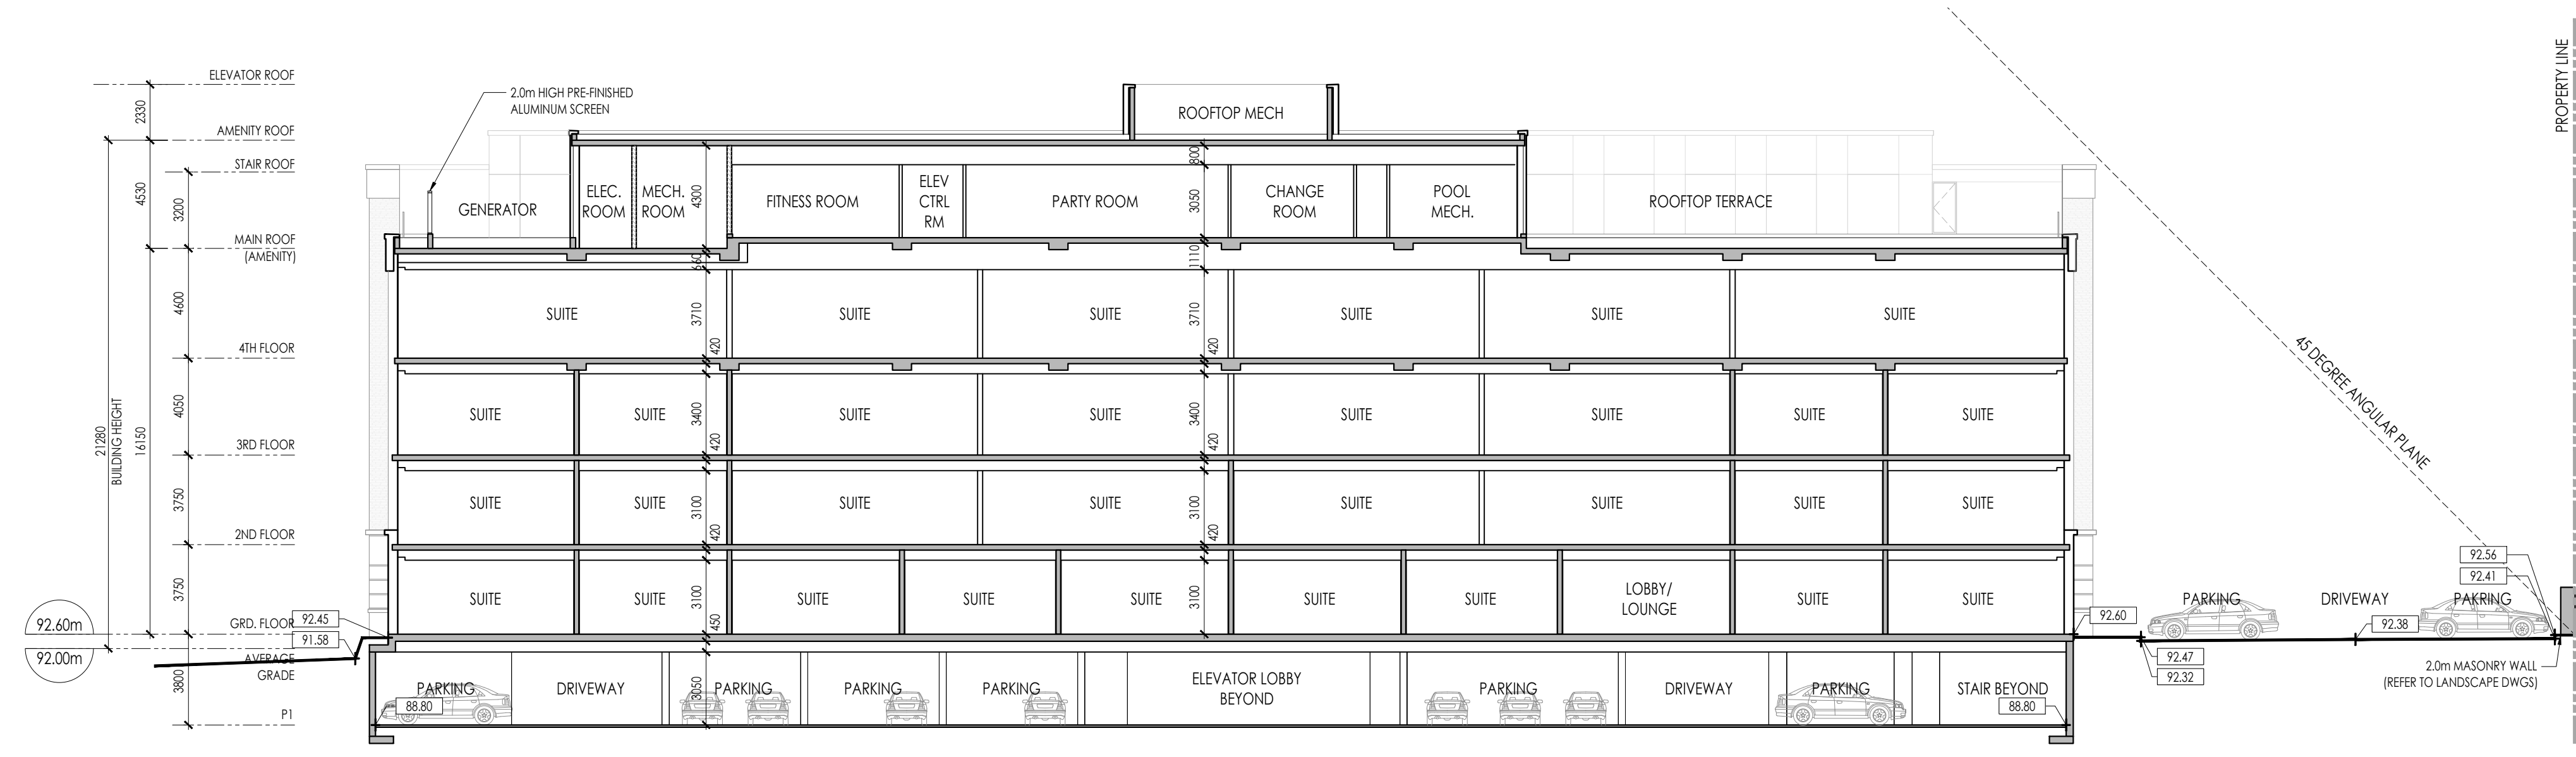 PROPERTY LINE
ELEVATOR ROOF
2330
2.0m HIGH PRE-FINISHED
ALUMINUM SCREEN
ROOFTOP MECH
AMENITY ROOF
STAIR ROOF
4530
3200
MAIN ROOF
(AMENITY)
GENERATOR
ELEC.
ROOM
MECH.
ROOM
4300
FITNESS ROOM
ELEV
CTRL
RM
PARTY ROOM
800
3050
CHANGE
ROOM
POOL
MECH.
ROOFTOP TERRACE
660
1110
4600
SUITE
3710
420
SUITE
SUITE
3710
420
SUITE
SUITE
SUITE
4TH FLOOR
45 DEGREE ANGULAR PLANE
21280
BUILDING HEIGHT
16150
4050
SUITE
SUITE
3400
420
SUITE
SUITE
3400
420
SUITE
SUITE
SUITE
SUITE
3RD FLOOR
3750
SUITE
SUITE
3100
420
SUITE
SUITE
3100
420
SUITE
SUITE
SUITE
SUITE
2ND FLOOR
3750
SUITE
SUITE
3100
450
SUITE
SUITE
SUITE
3100
SUITE
SUITE
LOBBY/
LOUNGE
SUITE
SUITE
92.56
92.41
PARKING
DRIVEWAY
PAKRING
92.60
92.38
92.47
92.32
2.0m MASONRY WALL
(REFER TO LANDSCAPE DWGS)
92.60m
92.00m
GRD. FLOOR
92.45
91.58
AVERAGE
GRADE
3800
P1
PARKING
88.80
DRIVEWAY
3050
PARKING
PARKING
PARKING
ELEVATOR LOBBY
BEYOND
PARKING
DRIVEWAY
PARKING
STAIR BEYOND
88.80